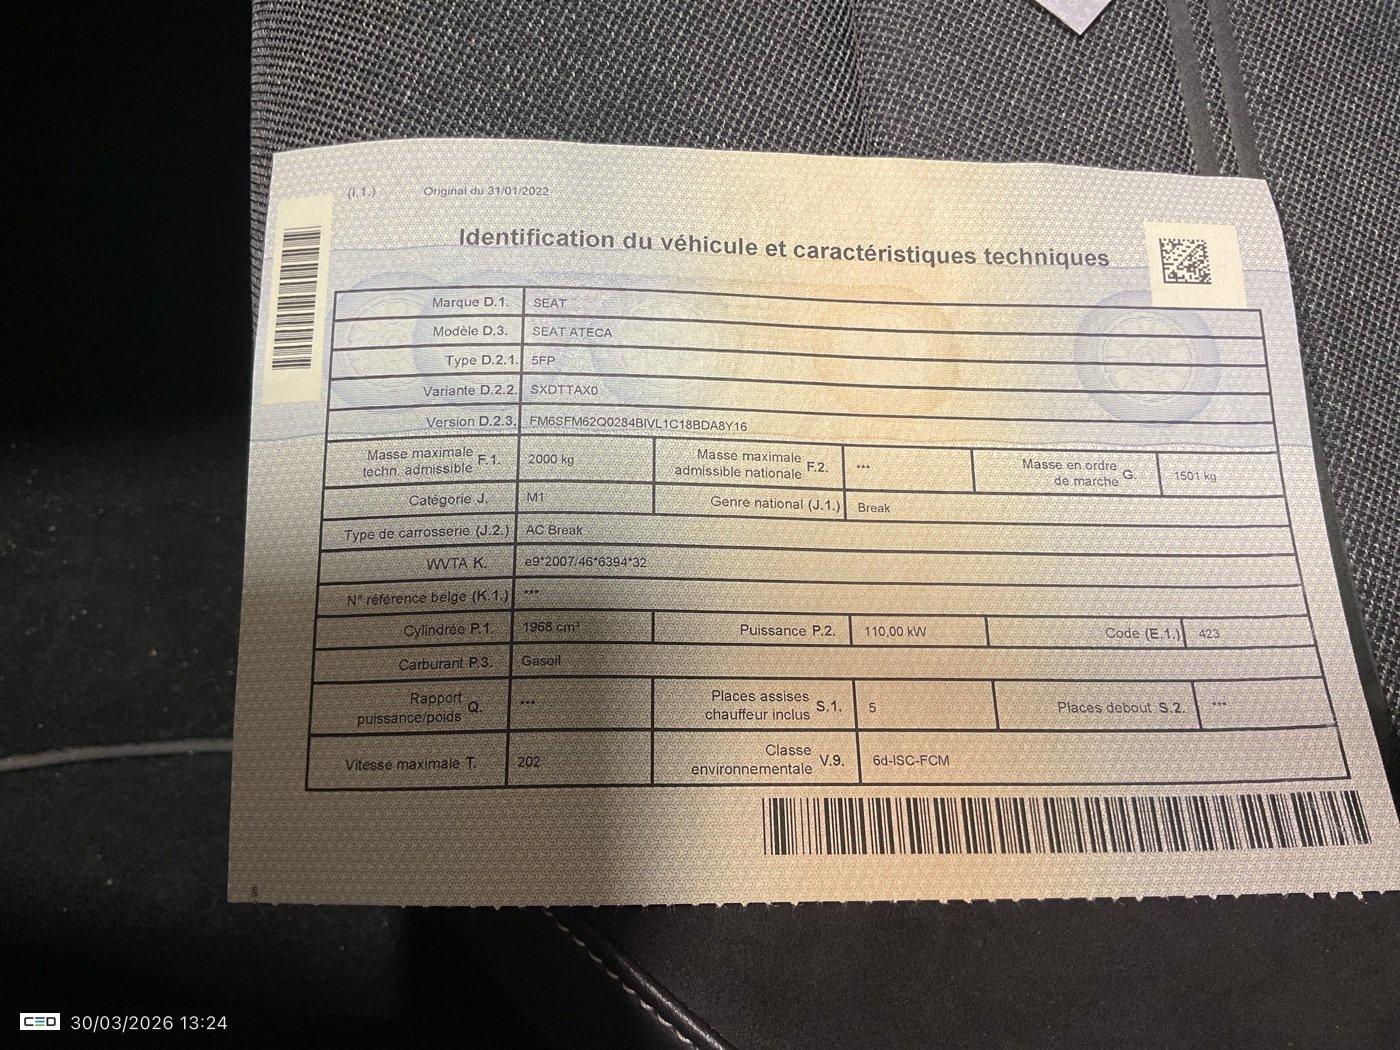 (I.1.) Original du 31/01/2022
Identification du véhicule et caractéristiques techniques
Marque D.1. SEAT
Modèle D.3. SEAT ATECA
Type D.2.1. 5FP
Variante D.2.2. SXDTTAX0
Version D.2.3. FM6SFM62Q0284BIVL1C18BDA8Y16
Masse maximale techn. admissible F.1. 2000 kg Masse maximale admissible nationale F.2. *** Masse en ordre de marche G. 1501 kg
Catégorie J. M1 Genre national (J.1.) Break
Type de carrosserie (J.2.) AC Break
WVTA K. e9*2007/46*6394*32
N° référence belge (K.1.) ***
Cylindrée P.1. 1968 cm³ Puissance P.2. 110,00 kW Code (E.1.) 423
Carburant P.3. Gasoil
Rapport puissance/poids Q. *** Places assises chauffeur inclus S.1. 5 Places debout S.2. ***
Vitesse maximale T. 202 Classe environnementale V.9. 6d-ISC-FCM
CED 30/03/2026 13:24